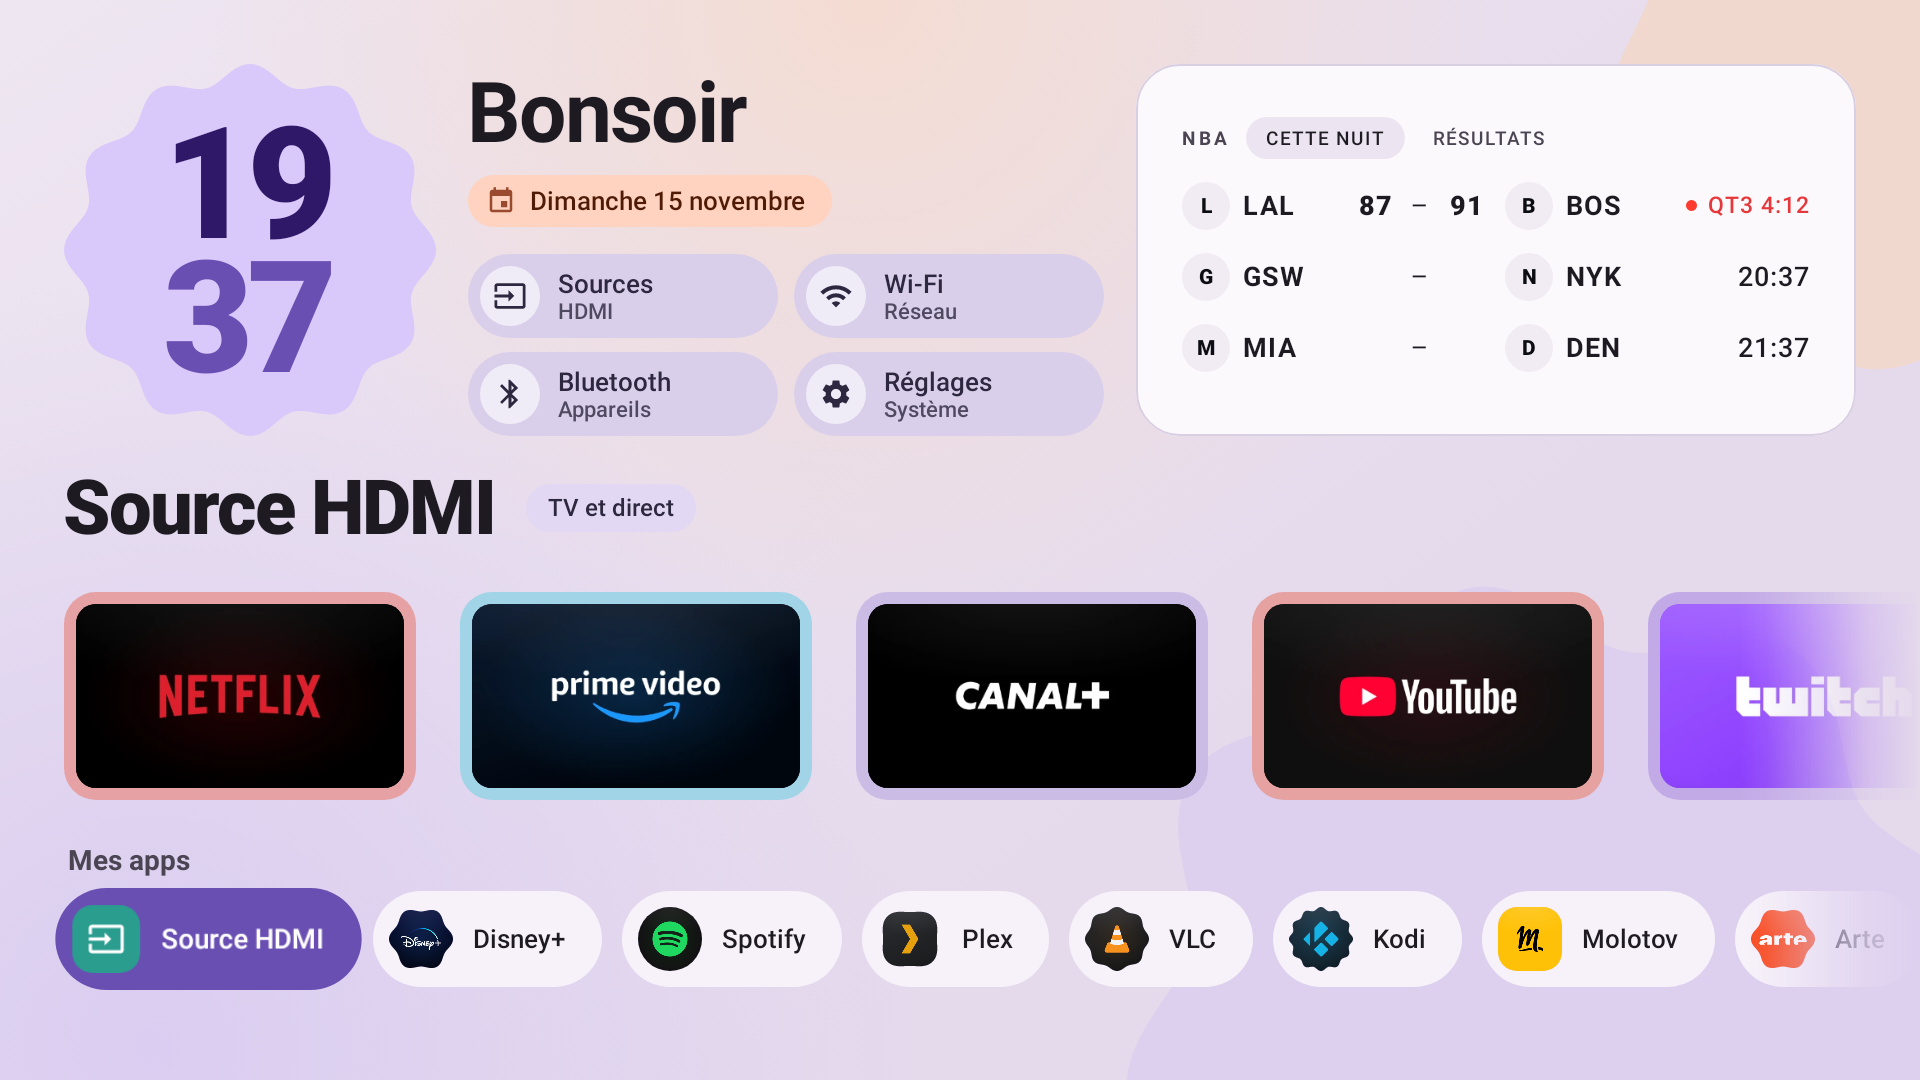 19
37
Bonsoir
Dimanche 15 novembre
Sources
HDMI
Wi-Fi
Réseau
Bluetooth
Appareils
Réglages
Système
NBA CETTE NUIT RÉSULTATS
L LAL 87 – 91 B BOS QT3 4:12
G GSW – N NYK 20:37
M MIA – D DEN 21:37
Source HDMI TV et direct
NETFLIX
prime video
CANAL+
YouTube
twitch
Mes apps
Source HDMI
Disney+ Disney+
Spotify
Plex
VLC
Kodi
M Molotov
arte Arte